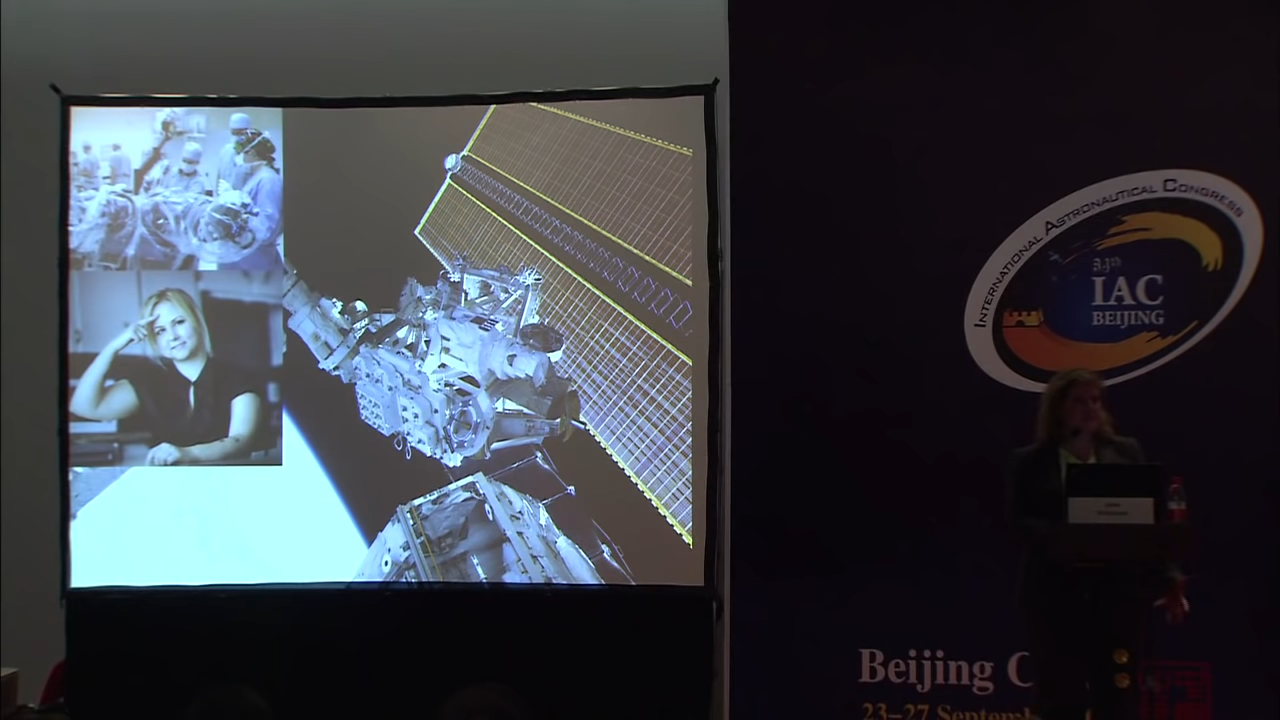 INTERNATIONAL ASTRONAUTICAL CONGRESS
IAC
BEIJING
Beijing C
23-27 Septemb